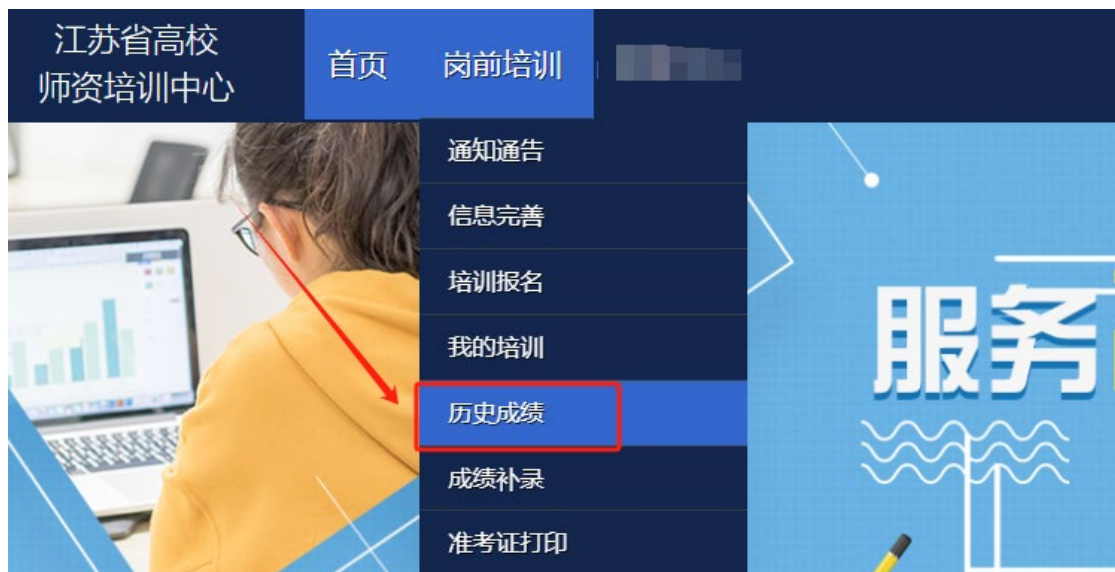 江苏省高校
师资培训中心
首页
岗前培训
通知通告
信息完善
培训报名
我的培训
历史成绩
成绩补录
准考证打印
服务